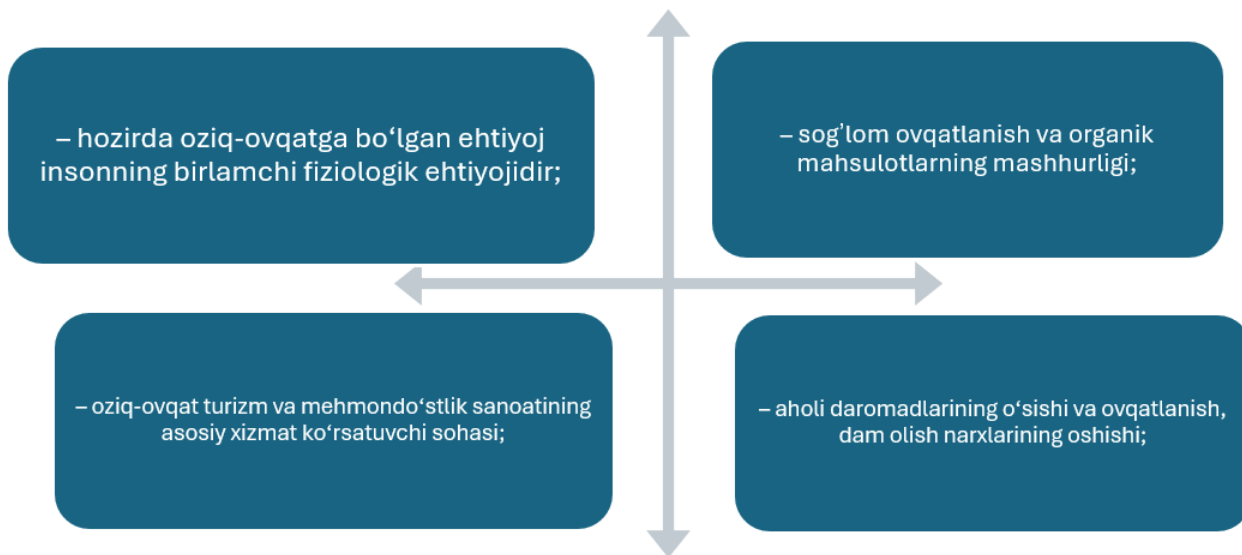 – hozirda oziq-ovqatga bo‘lgan ehtiyoj
insonning birlamchi fiziologik ehtiyojidir;
– sog’lom ovqatlanish va organik
mahsulotlarning mashhurligi;
– oziq-ovqat turizm va mehmondo‘stlik sanoatining
asosiy xizmat ko‘rsatuvchi sohasi;
– aholi daromadlarining o‘sishi va ovqatlanish,
dam olish narxlarining oshishi;